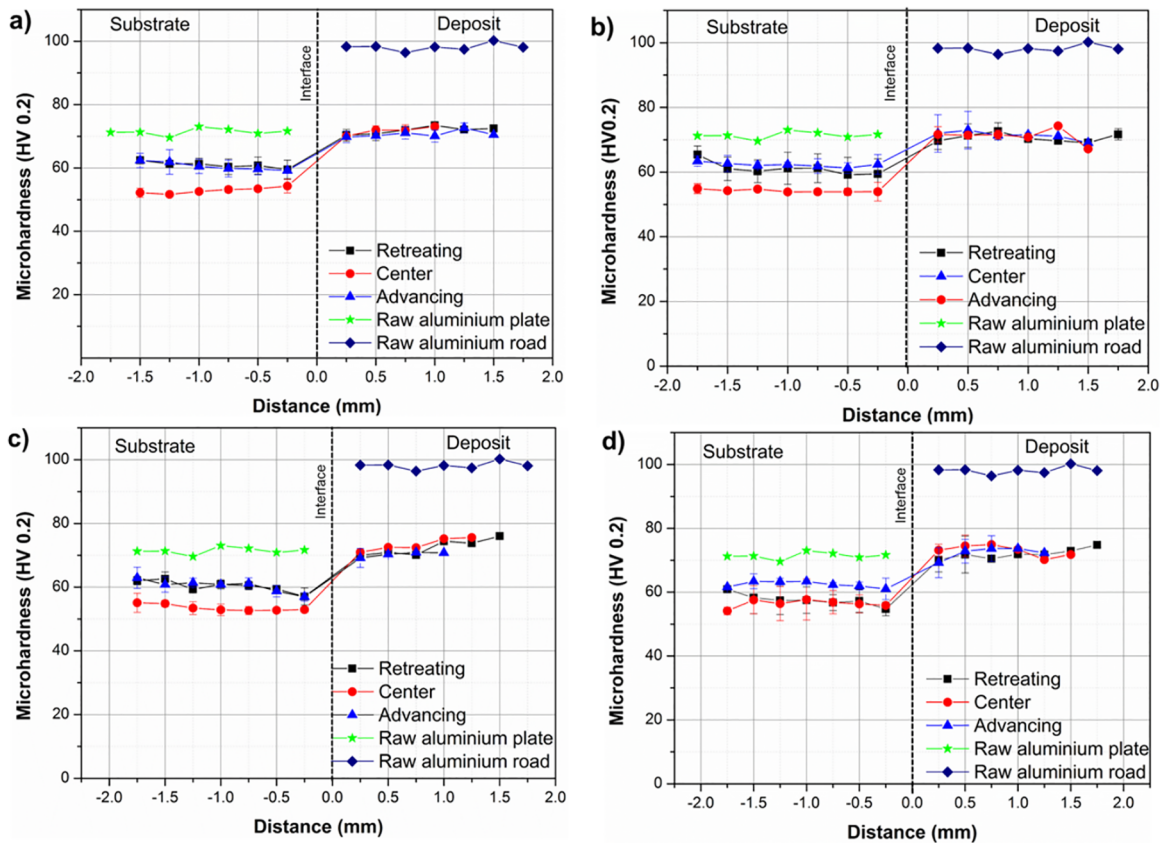 a)
Substrate
Deposit
Interface
Microhardness (HV 0.2)
100
80
60
40
20
Retreating
Center
Advancing
Raw aluminium plate
Raw aluminium road
-2.0 -1.5 -1.0 -0.5 0.0 0.5 1.0 1.5 2.0
Distance (mm)
b)
Substrate
Deposit
Interface
Microhardness (HV0.2)
100
80
60
40
20
0
Retreating
Center
Advancing
Raw aluminium plate
Raw aluminium road
-2.0 -1.5 -1.0 -0.5 0.0 0.5 1.0 1.5 2.0
Distance (mm)
c)
Substrate
Deposit
Interface
Microhardness (HV 0.2)
100
80
60
40
20
0
Retreating
Center
Advancing
Raw aluminium plate
Raw aluminium road
-2.0 -1.5 -1.0 -0.5 0.0 0.5 1.0 1.5 2.0
Distance (mm)
d)
Substrate
Deposit
Interface
Microhardness (HV 0.2)
100
80
60
40
20
0
Retreating
Center
Advancing
Raw aluminium plate
Raw aluminium road
-2.0 -1.5 -1.0 -0.5 0.0 0.5 1.0 1.5 2.0
Distance (mm)